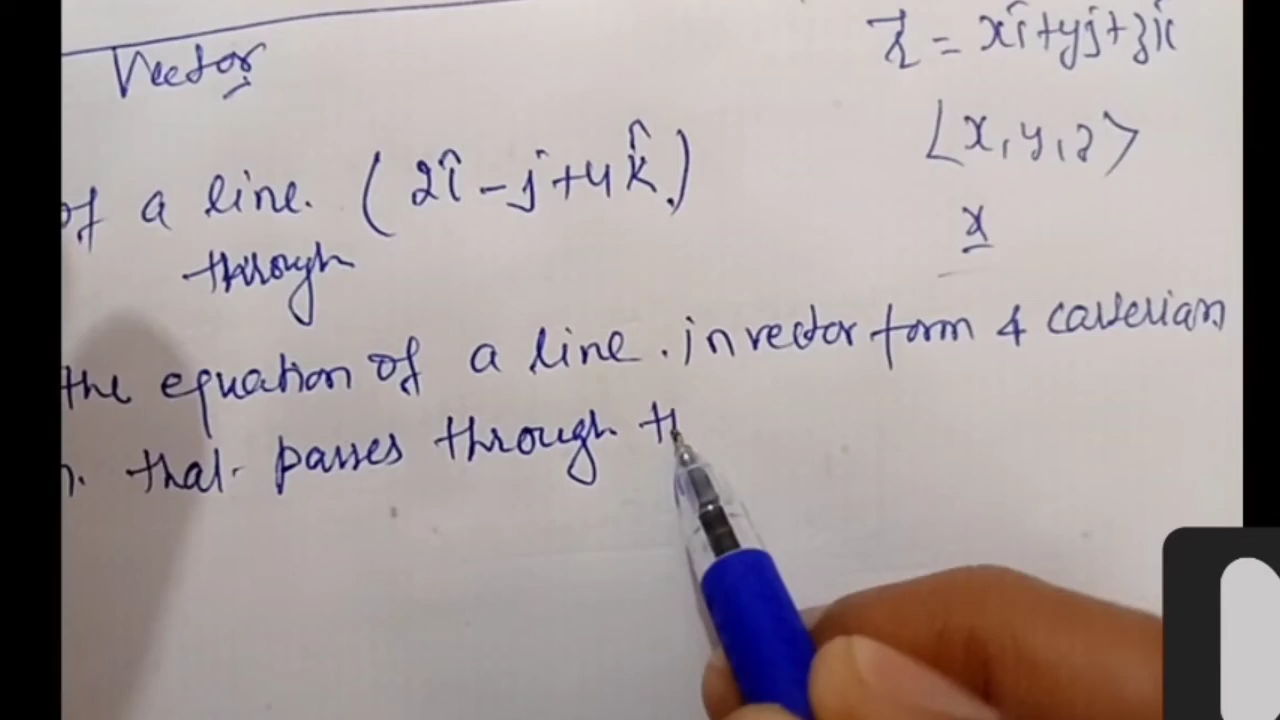 Vector
r = xî+yj+zk
<x,y,z>
of a line. (2î-j+4k̂.)
x
through
the equation of a line. in vector form & cartesian
n. that. passes through th